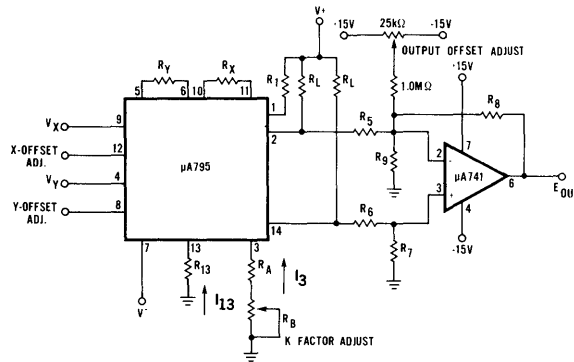 V+
-15V
25kΩ
-15V
OUTPUT OFFSET ADJUST
RY
RX
5
6
10
11
R1
RL
RL
1.0MΩ
-15V
R8
VX
9
1
2
R5
7
X-OFFSET
ADJ.
12
µA795
R9
2
-
µA741
6
EOU
VY
4
3
+
Y-OFFSET
ADJ.
8
14
R6
4
7
13
3
R7
-15V
R13
RA
I3
V-
I13
RB
K FACTOR ADJUST